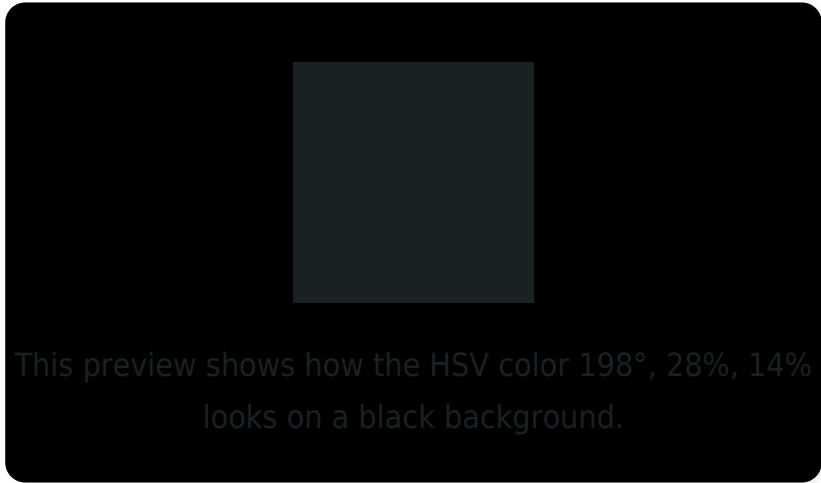 This preview shows how the HSV color 198°, 28%, 14%
looks on a black background.